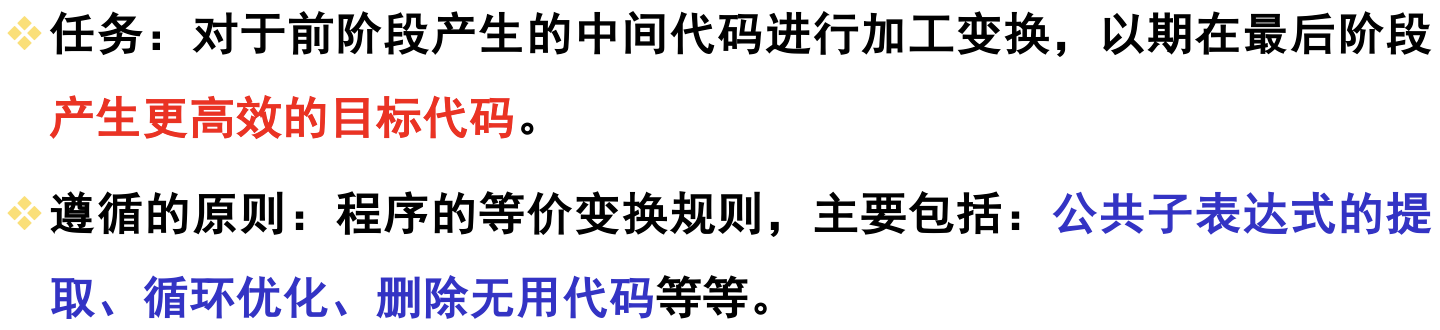 ❖任务：对于前阶段产生的中间代码进行加工变换，以期在最后阶段
产生更高效的目标代码。
❖遵循的原则：程序的等价变换规则，主要包括：公共子表达式的提
取、循环优化、删除无用代码等等。